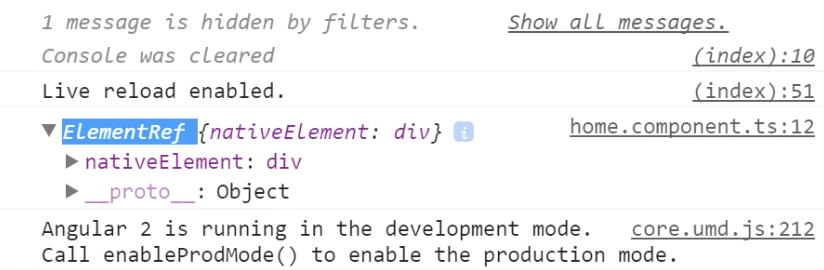 1 message is hidden by filters. Show all messages.
Console was cleared (index):10
Live reload enabled. (index):51
ElementRef {nativeElement: div} i home.component.ts:12
nativeElement: div
__proto__: Object
Angular 2 is running in the development mode. core.umd.js:212
Call enableProdMode() to enable the production mode.